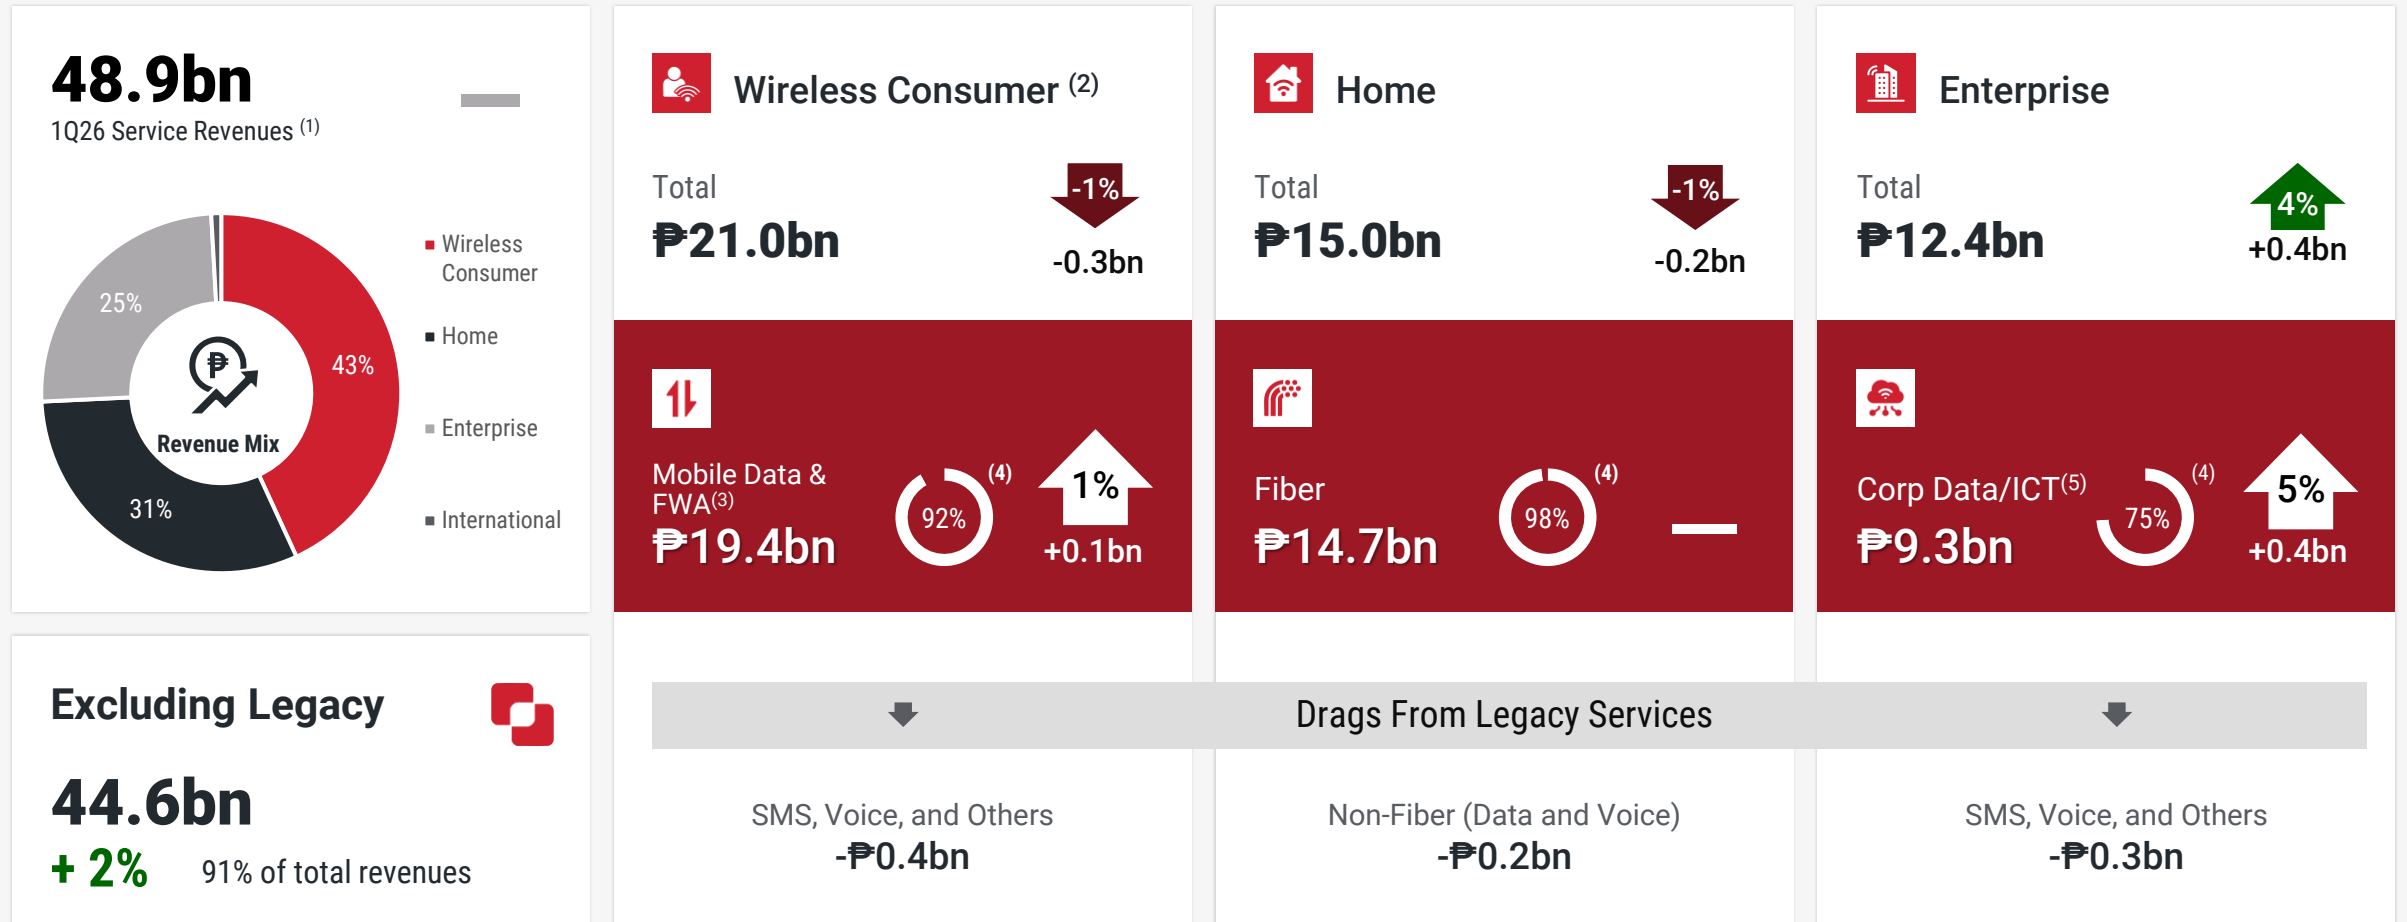 48.9bn
1Q26 Service Revenues (1)
25%
43%
31%
₱
Revenue Mix
Wireless
Consumer
Home
Enterprise
International
Excluding Legacy
44.6bn
+ 2%
91% of total revenues
Wireless Consumer (2)
Total
₱21.0bn
-1%
-0.3bn
Mobile Data &
FWA(3)
₱19.4bn
92%
(4)
1%
+0.1bn
Home
Total
₱15.0bn
-1%
-0.2bn
Fiber
₱14.7bn
98%
(4)
Enterprise
Total
₱12.4bn
4%
+0.4bn
Corp Data/ICT(5)
₱9.3bn
75%
(4)
5%
+0.4bn
Drags From Legacy Services
SMS, Voice, and Others
-₱0.4bn
Non-Fiber (Data and Voice)
-₱0.2bn
SMS, Voice, and Others
-₱0.3bn